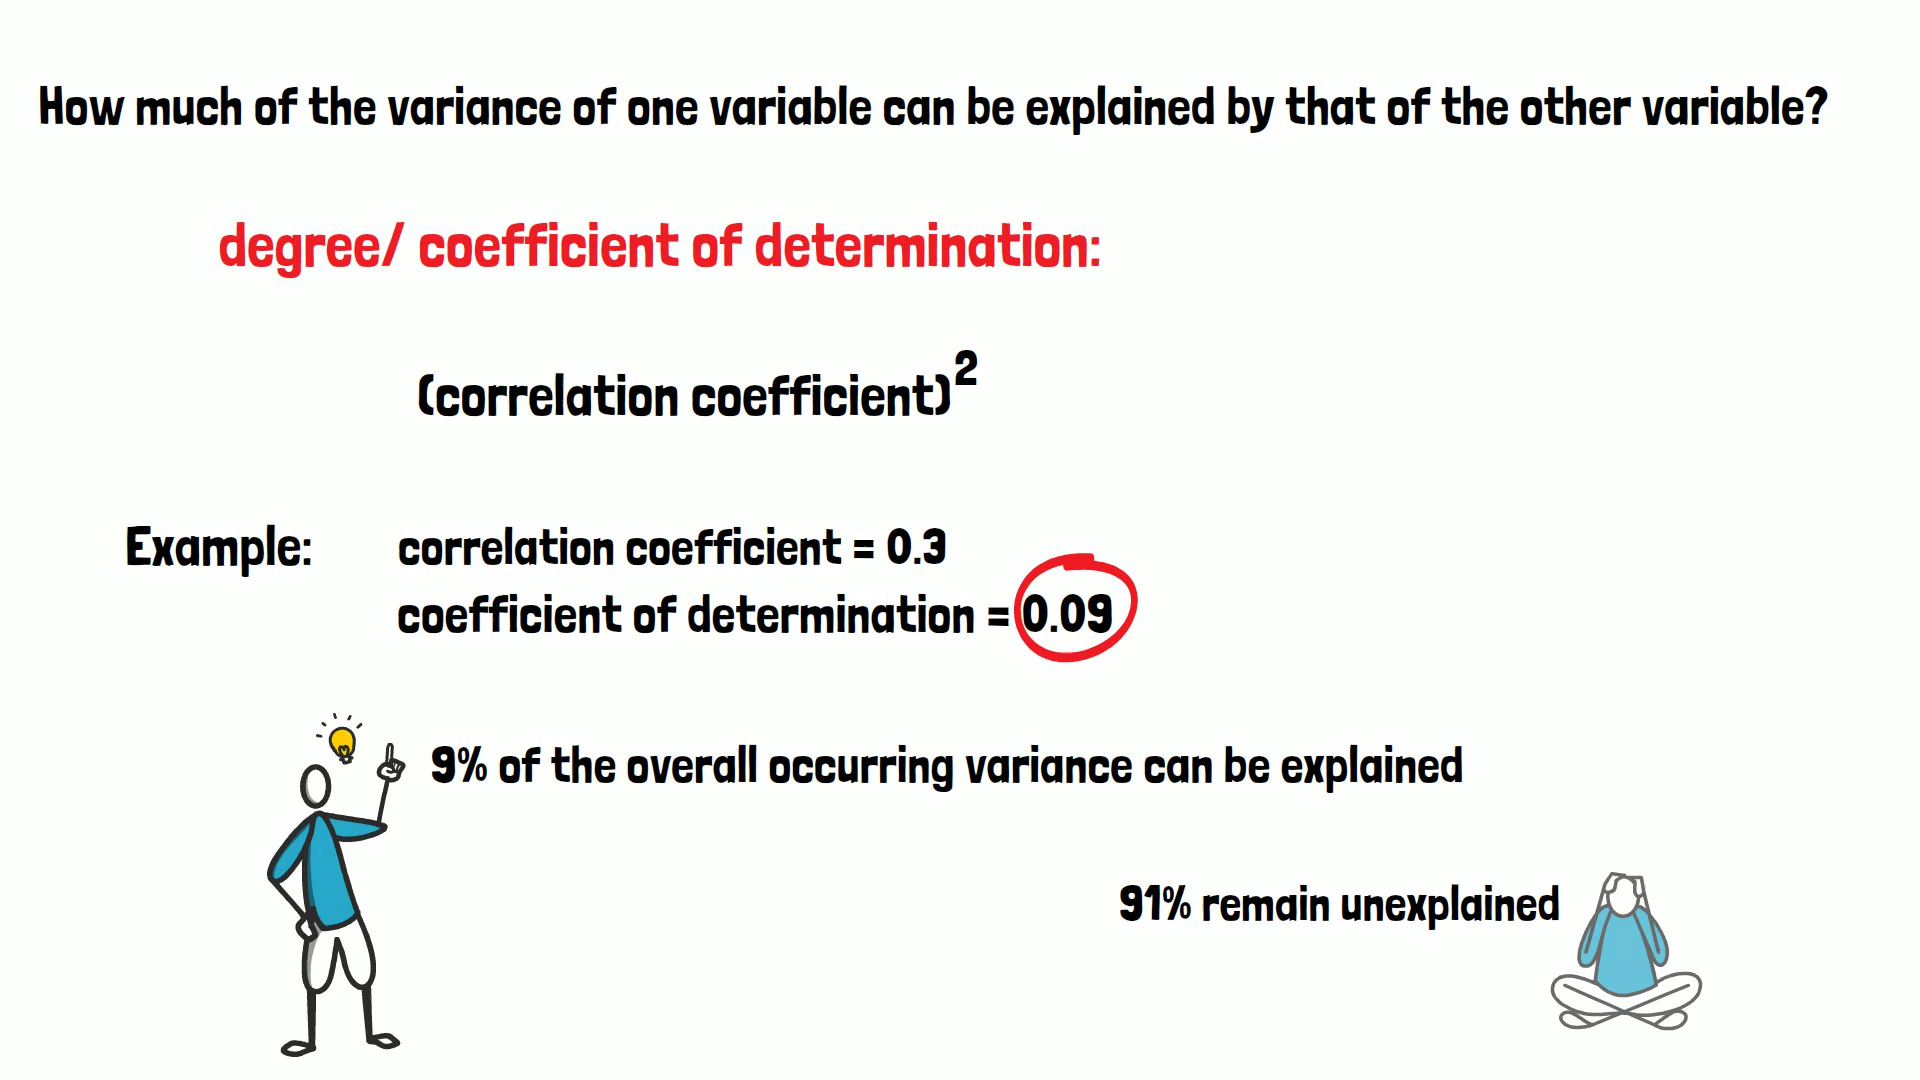 How much of the variance of one variable can be explained by that of the other variable?
degree/ coefficient of determination:
(correlation coefficient)²
Example: correlation coefficient = 0.3
coefficient of determination = 0.09
9% of the overall occurring variance can be explained
91% remain unexplained